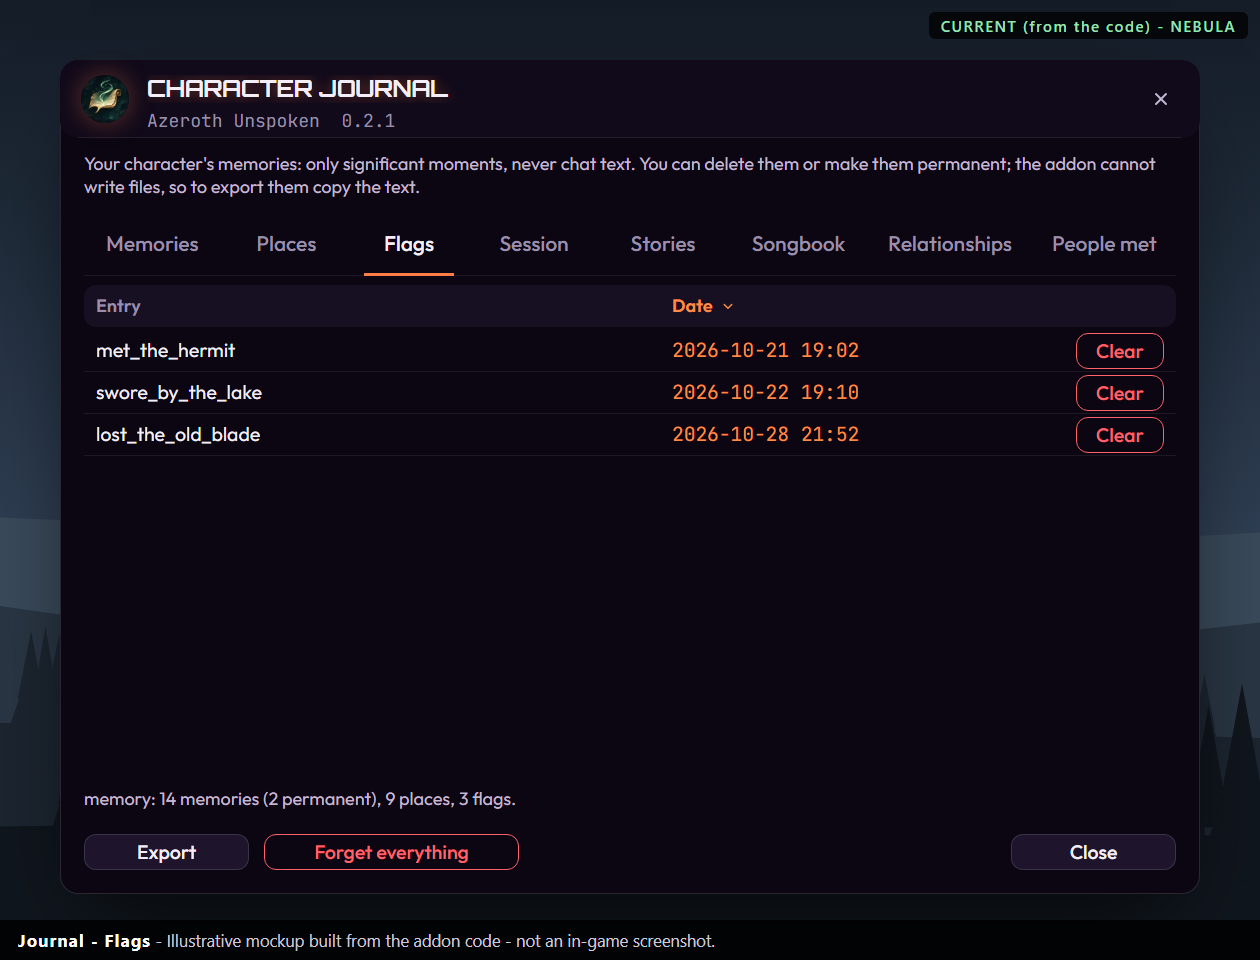 CURRENT (from the code) - NEBULA
CHARACTER JOURNAL
Azeroth Unspoken 0.2.1
Your character's memories: only significant moments, never chat text. You can delete them or make them permanent; the addon cannot
write files, so to export them copy the text.
Memories Places Flags Session Stories Songbook Relationships People met
Entry Date
met_the_hermit 2026-10-21 19:02 Clear
swore_by_the_lake 2026-10-22 19:10 Clear
lost_the_old_blade 2026-10-28 21:52 Clear
memory: 14 memories (2 permanent), 9 places, 3 flags.
Export Forget everything Close
Journal - Flags - Illustrative mockup built from the addon code - not an in-game screenshot.